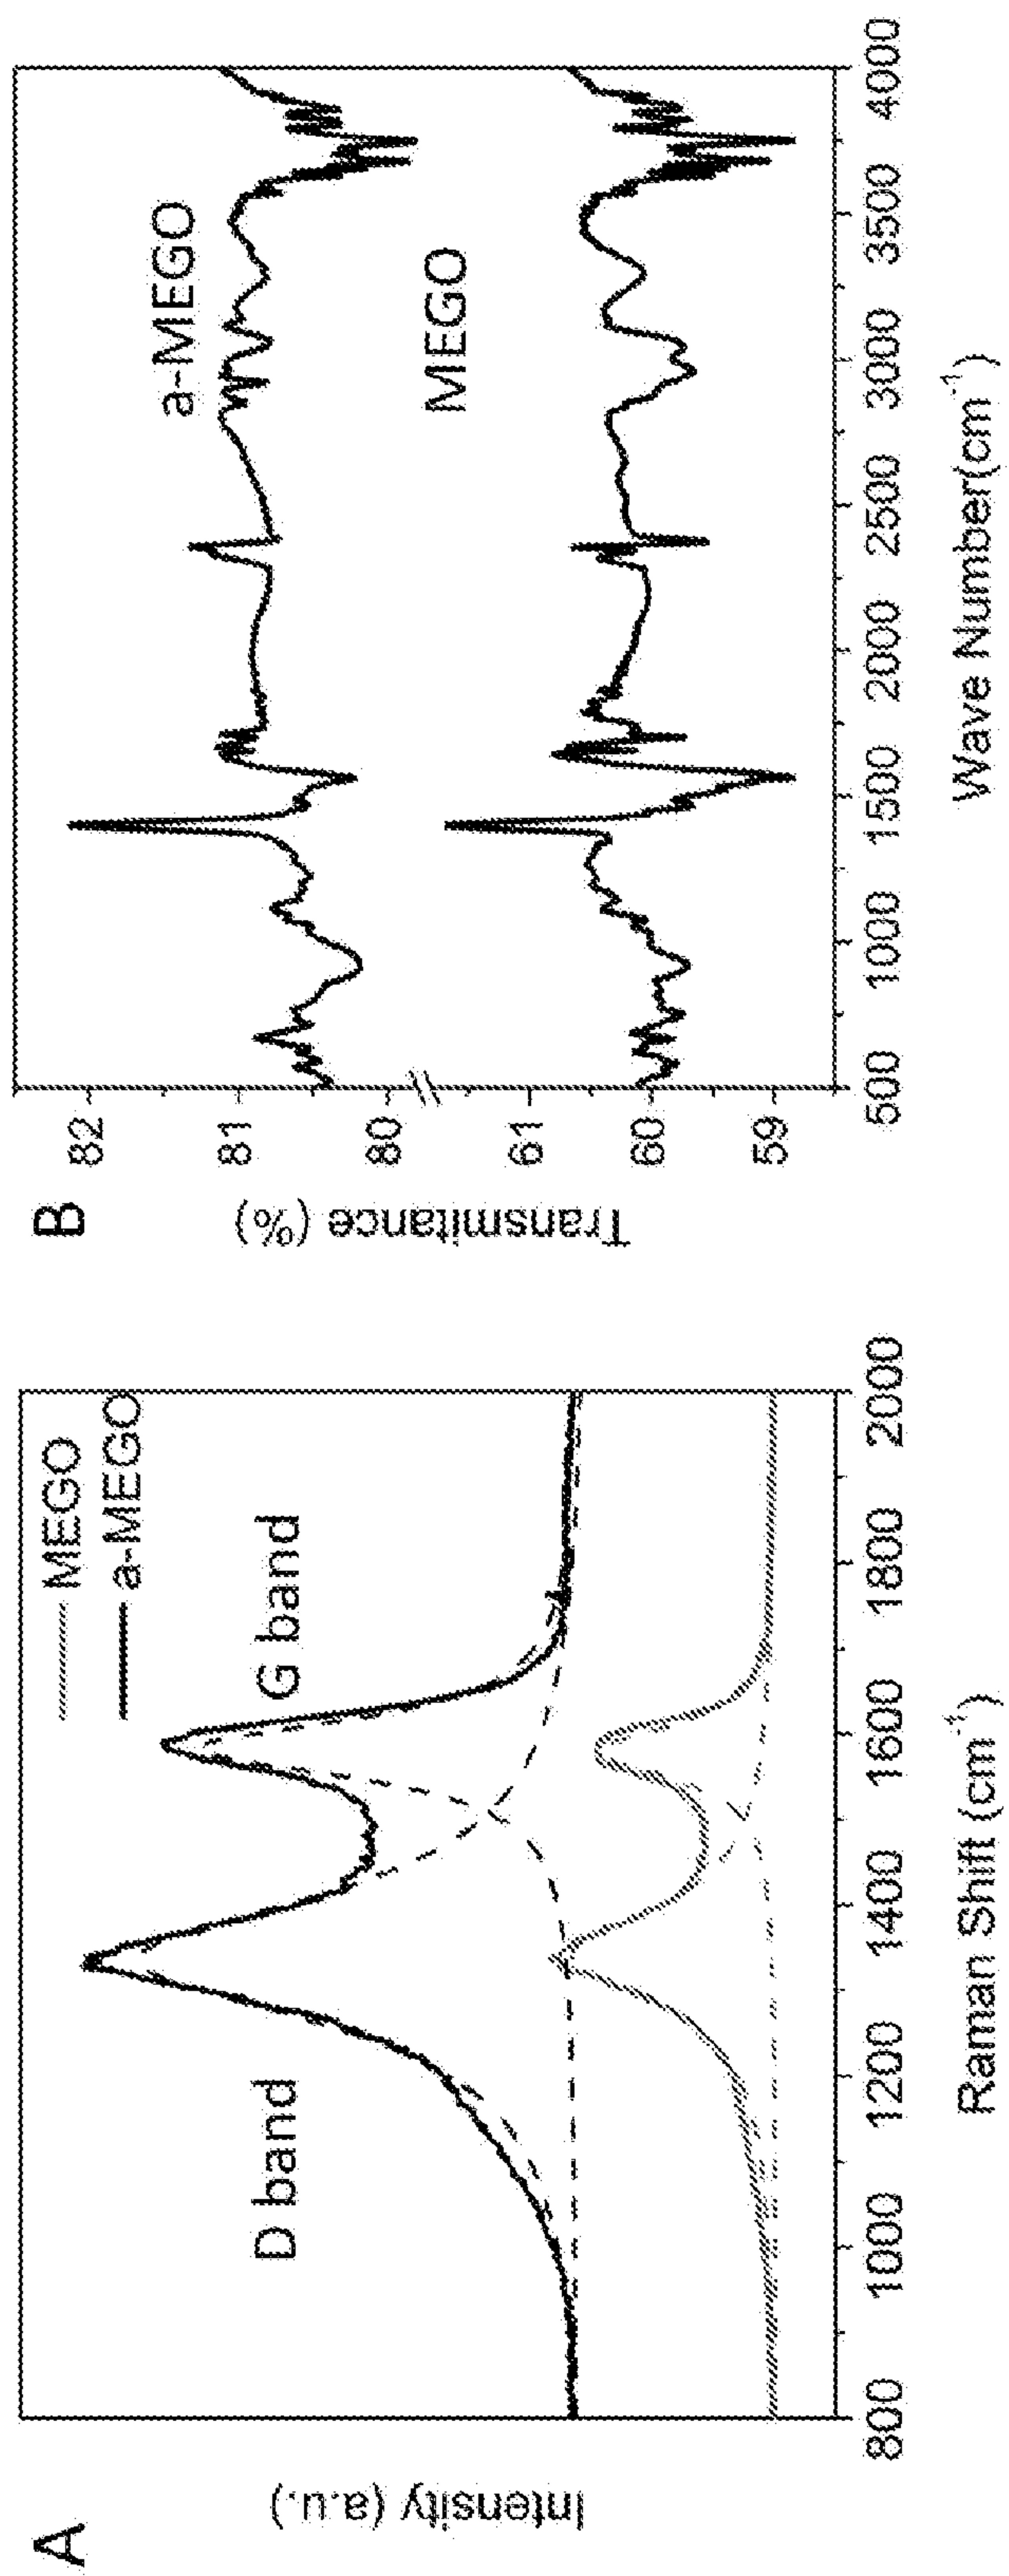 A
Intensity (a.u.)
MEGO
a-MEGO
D band
G band
800
1000
1200
1400
1600
1800
2000
Raman Shift (cm⁻¹)
B
Transmitance (%)
82
81
80
61
60
59
a-MEGO
MEGO
500
1000
1500
2000
2500
3000
3500
4000
Wave Number(cm⁻¹)